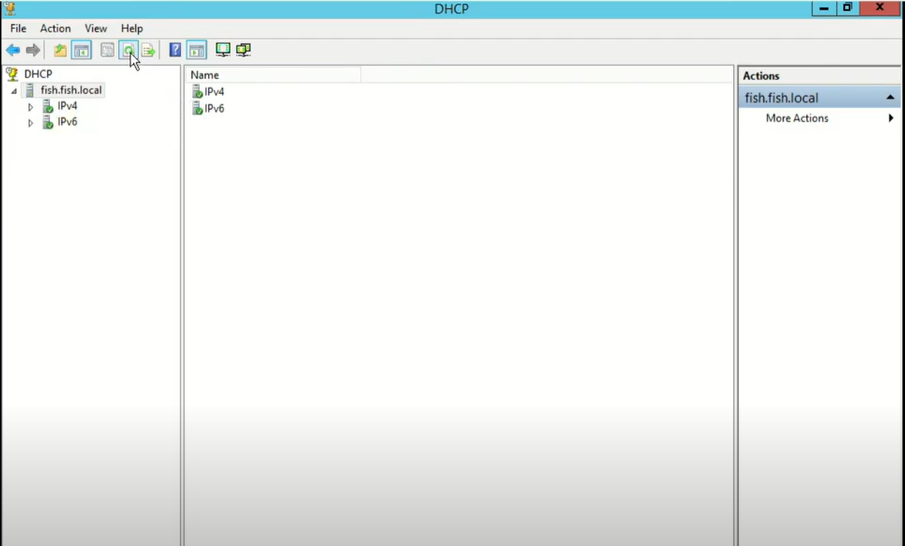 DHCP
File Action View Help
DHCP
fish.fish.local
IPv4
IPv6
Name
IPv4
IPv6
Actions
fish.fish.local
More Actions